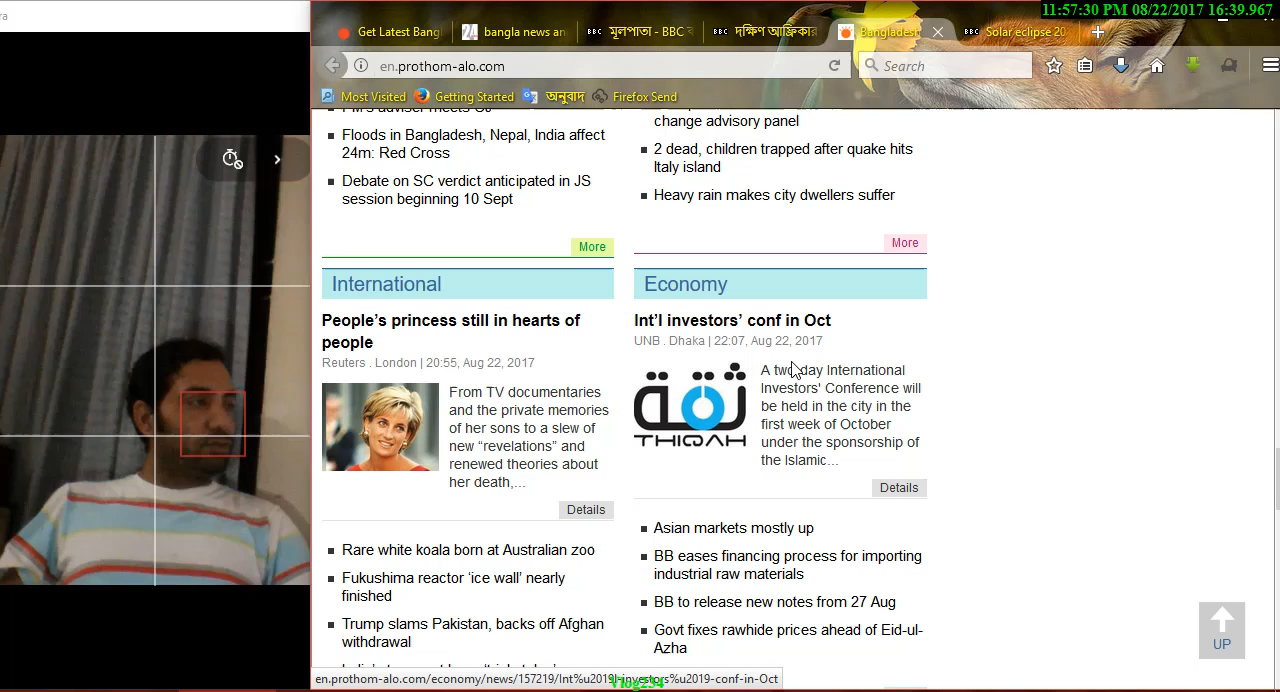 11:57:30 PM 08/22/2017 16:39.967
ra
Get Latest Bangl
bangla news an
BBC মূলপাতা - BBC ব
BBC দক্ষিণ আফ্রিকার
Bangladesh
BBC Solar eclipse 20
en.prothom-alo.com
Search
Most Visited
Getting Started
অনুবাদ
Firefox Send
PM's adviser meets CJ
Floods in Bangladesh, Nepal, India affect
24m: Red Cross
Debate on SC verdict anticipated in JS
session beginning 10 Sept
More
change advisory panel
2 dead, children trapped after quake hits
Italy island
Heavy rain makes city dwellers suffer
More
International
People’s princess still in hearts of
people
Reuters . London | 20:55, Aug 22, 2017
From TV documentaries
and the private memories
of her sons to a slew of
new “revelations” and
renewed theories about
her death,...
Details
Rare white koala born at Australian zoo
Fukushima reactor ‘ice wall’ nearly
finished
Trump slams Pakistan, backs off Afghan
withdrawal
Economy
Int’l investors’ conf in Oct
UNB . Dhaka | 22:07, Aug 22, 2017
ثقة
THIQAH
A two-day International
Investors' Conference will
be held in the city in the
first week of October
under the sponsorship of
the Islamic...
Details
Asian markets mostly up
BB eases financing process for importing
industrial raw materials
BB to release new notes from 27 Aug
Govt fixes rawhide prices ahead of Eid-ul-
Azha
UP
en.prothom-alo.com/economy/news/157219/Int%u2019l-investors%u2019-conf-in-Oct
Vlog234